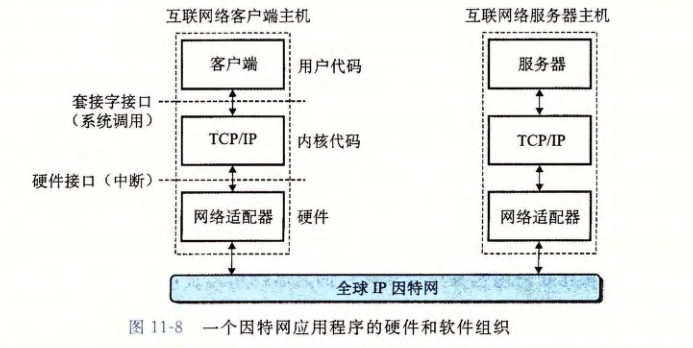 互联网络客户端主机
互联网络服务器主机
客户端
用户代码
服务器
套接字接口
（系统调用）
TCP/IP
内核代码
TCP/IP
硬件接口（中断）
网络适配器
硬件
网络适配器
全球 IP 因特网
图 11-8 一个因特网应用程序的硬件和软件组织